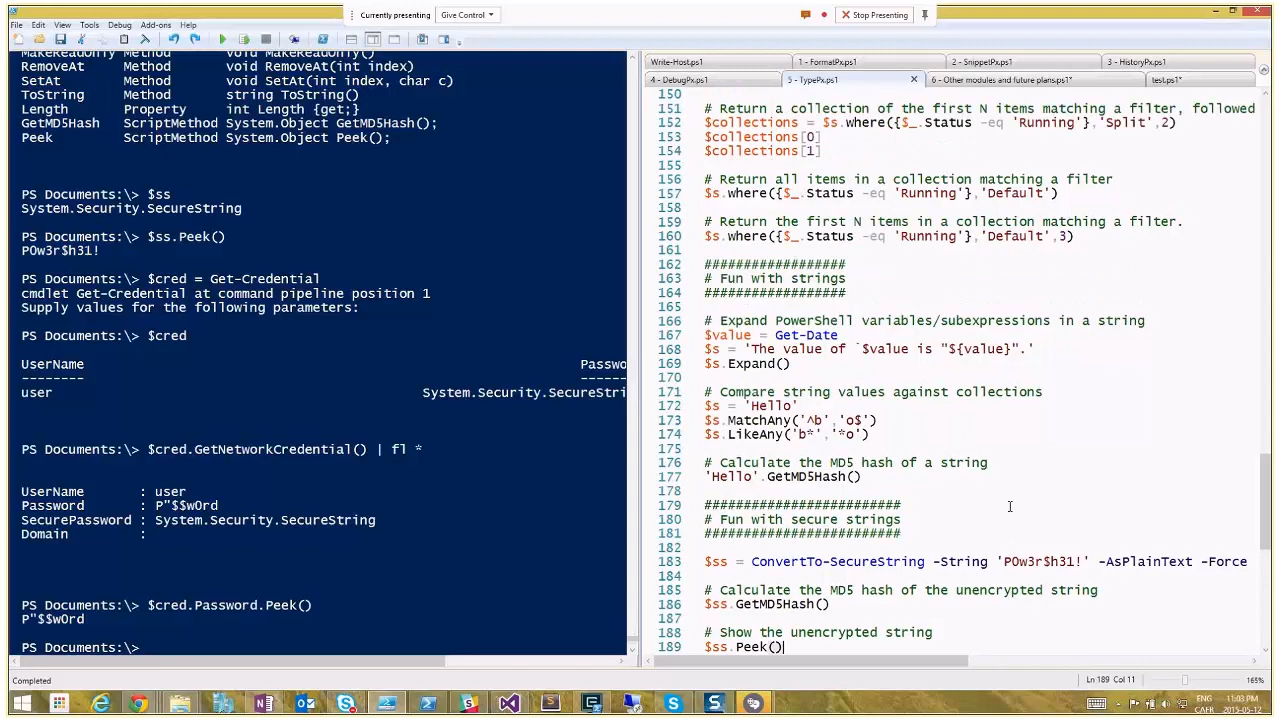 Currently presenting Give Control Stop Presenting
File Edit View Tools Debug Add-ons Help
MakeReadOnly Method void MakeReadOnly()
RemoveAt Method void RemoveAt(int index)
SetAt Method void SetAt(int index, char c)
ToString Method string ToString()
Length Property int Length {get;}
GetMD5Hash ScriptMethod System.Object GetMD5Hash();
Peek ScriptMethod System.Object Peek();
PS Documents:\> $ss
System.Security.SecureString
PS Documents:\> $ss.Peek()
P0w3r$h31!
PS Documents:\> $cred = Get-Credential
cmdlet Get-Credential at command pipeline position 1
Supply values for the following parameters:
PS Documents:\> $cred
UserName Passwo
-------- ------
user System.Security.SecureStri
PS Documents:\> $cred.GetNetworkCredential() | fl *
UserName : user
Password : P"$$w0rd
SecurePassword : System.Security.SecureString
Domain :
PS Documents:\> $cred.Password.Peek()
P"$$w0rd
PS Documents:\>
Write-Host.ps1 1 - FormatPx.ps1 2 - SnippetPx.ps1 3 - HistoryPx.ps1
4 - DebugPx.ps1 5 - TypePx.ps1 6 - Other modules and future plans.ps1* test.ps1*
150
151 # Return a collection of the first N items matching a filter, followed
152 $collections = $s.where({$_.Status -eq 'Running'},'Split',2)
153 $collections[0]
154 $collections[1]
155
156 # Return all items in a collection matching a filter
157 $s.where({$_.Status -eq 'Running'},'Default')
158
159 # Return the first N items in a collection matching a filter.
160 $s.where({$_.Status -eq 'Running'},'Default',3)
161
162 ##################
163 # Fun with strings
164 ##################
165
166 # Expand PowerShell variables/subexpressions in a string
167 $value = Get-Date
168 $s = 'The value of `$value is "${value}".'
169 $s.Expand()
170
171 # Compare string values against collections
172 $s = 'Hello'
173 $s.MatchAny('^b','o$')
174 $s.LikeAny('b*','*o')
175
176 # Calculate the MD5 hash of a string
177 'Hello'.GetMD5Hash()
178
179 #########################
180 # Fun with secure strings
181 #########################
182
183 $ss = ConvertTo-SecureString -String 'P0w3r$h31!' -AsPlainText -Force
184
185 # Calculate the MD5 hash of the unencrypted string
186 $ss.GetMD5Hash()
187
188 # Show the unencrypted string
189 $ss.Peek()
Completed Ln 189 Col 11 165%
ENG 11:03 PM
CAFR 2015-05-12